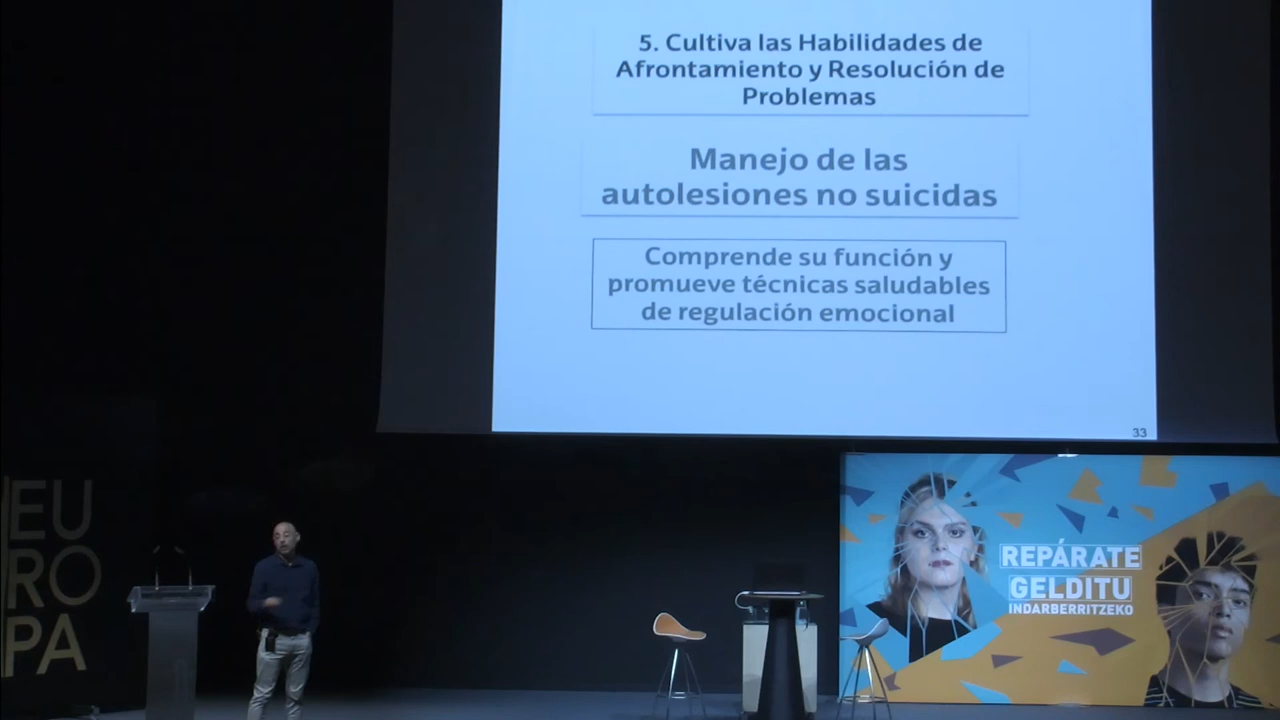 5. Cultiva las Habilidades de
Afrontamiento y Resolución de
Problemas
Manejo de las
autolesiones no suicidas
Comprende su función y
promueve técnicas saludables
de regulación emocional
33
EU
RO
PA
REPÁRATE
GELDITU
INDARBERRITZEKO